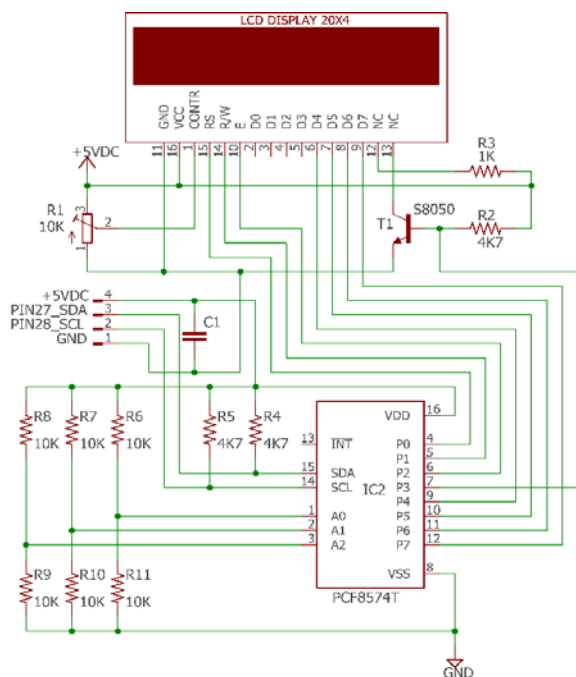 LCD DISPLAY 20X4
GND VCC CONTR RS R/W E D0 D1 D2 D3 D4 D5 D6 D7 NC NC
11 16 1 15 14 10 2 3 4 5 6 7 8 9 12 13
+5VDC
R3
1K
R1
10K
3
2
1
S8050
T1
R2
4K7
+5VDC 4
PIN27_SDA 3
PIN28_SCL 2
GND 1
C1
R8
10K
R7
10K
R6
10K
R5
4K7
R4
4K7
VDD 16
13 INT
P0 4
P1 5
15 SDA
P2 6
14 SCL
IC2
P3 7
P4 9
1 A0
P5 10
2 A1
P6 11
3 A2
P7 12
R9
10K
R10
10K
R11
10K
VSS 8
PCF8574T
GND